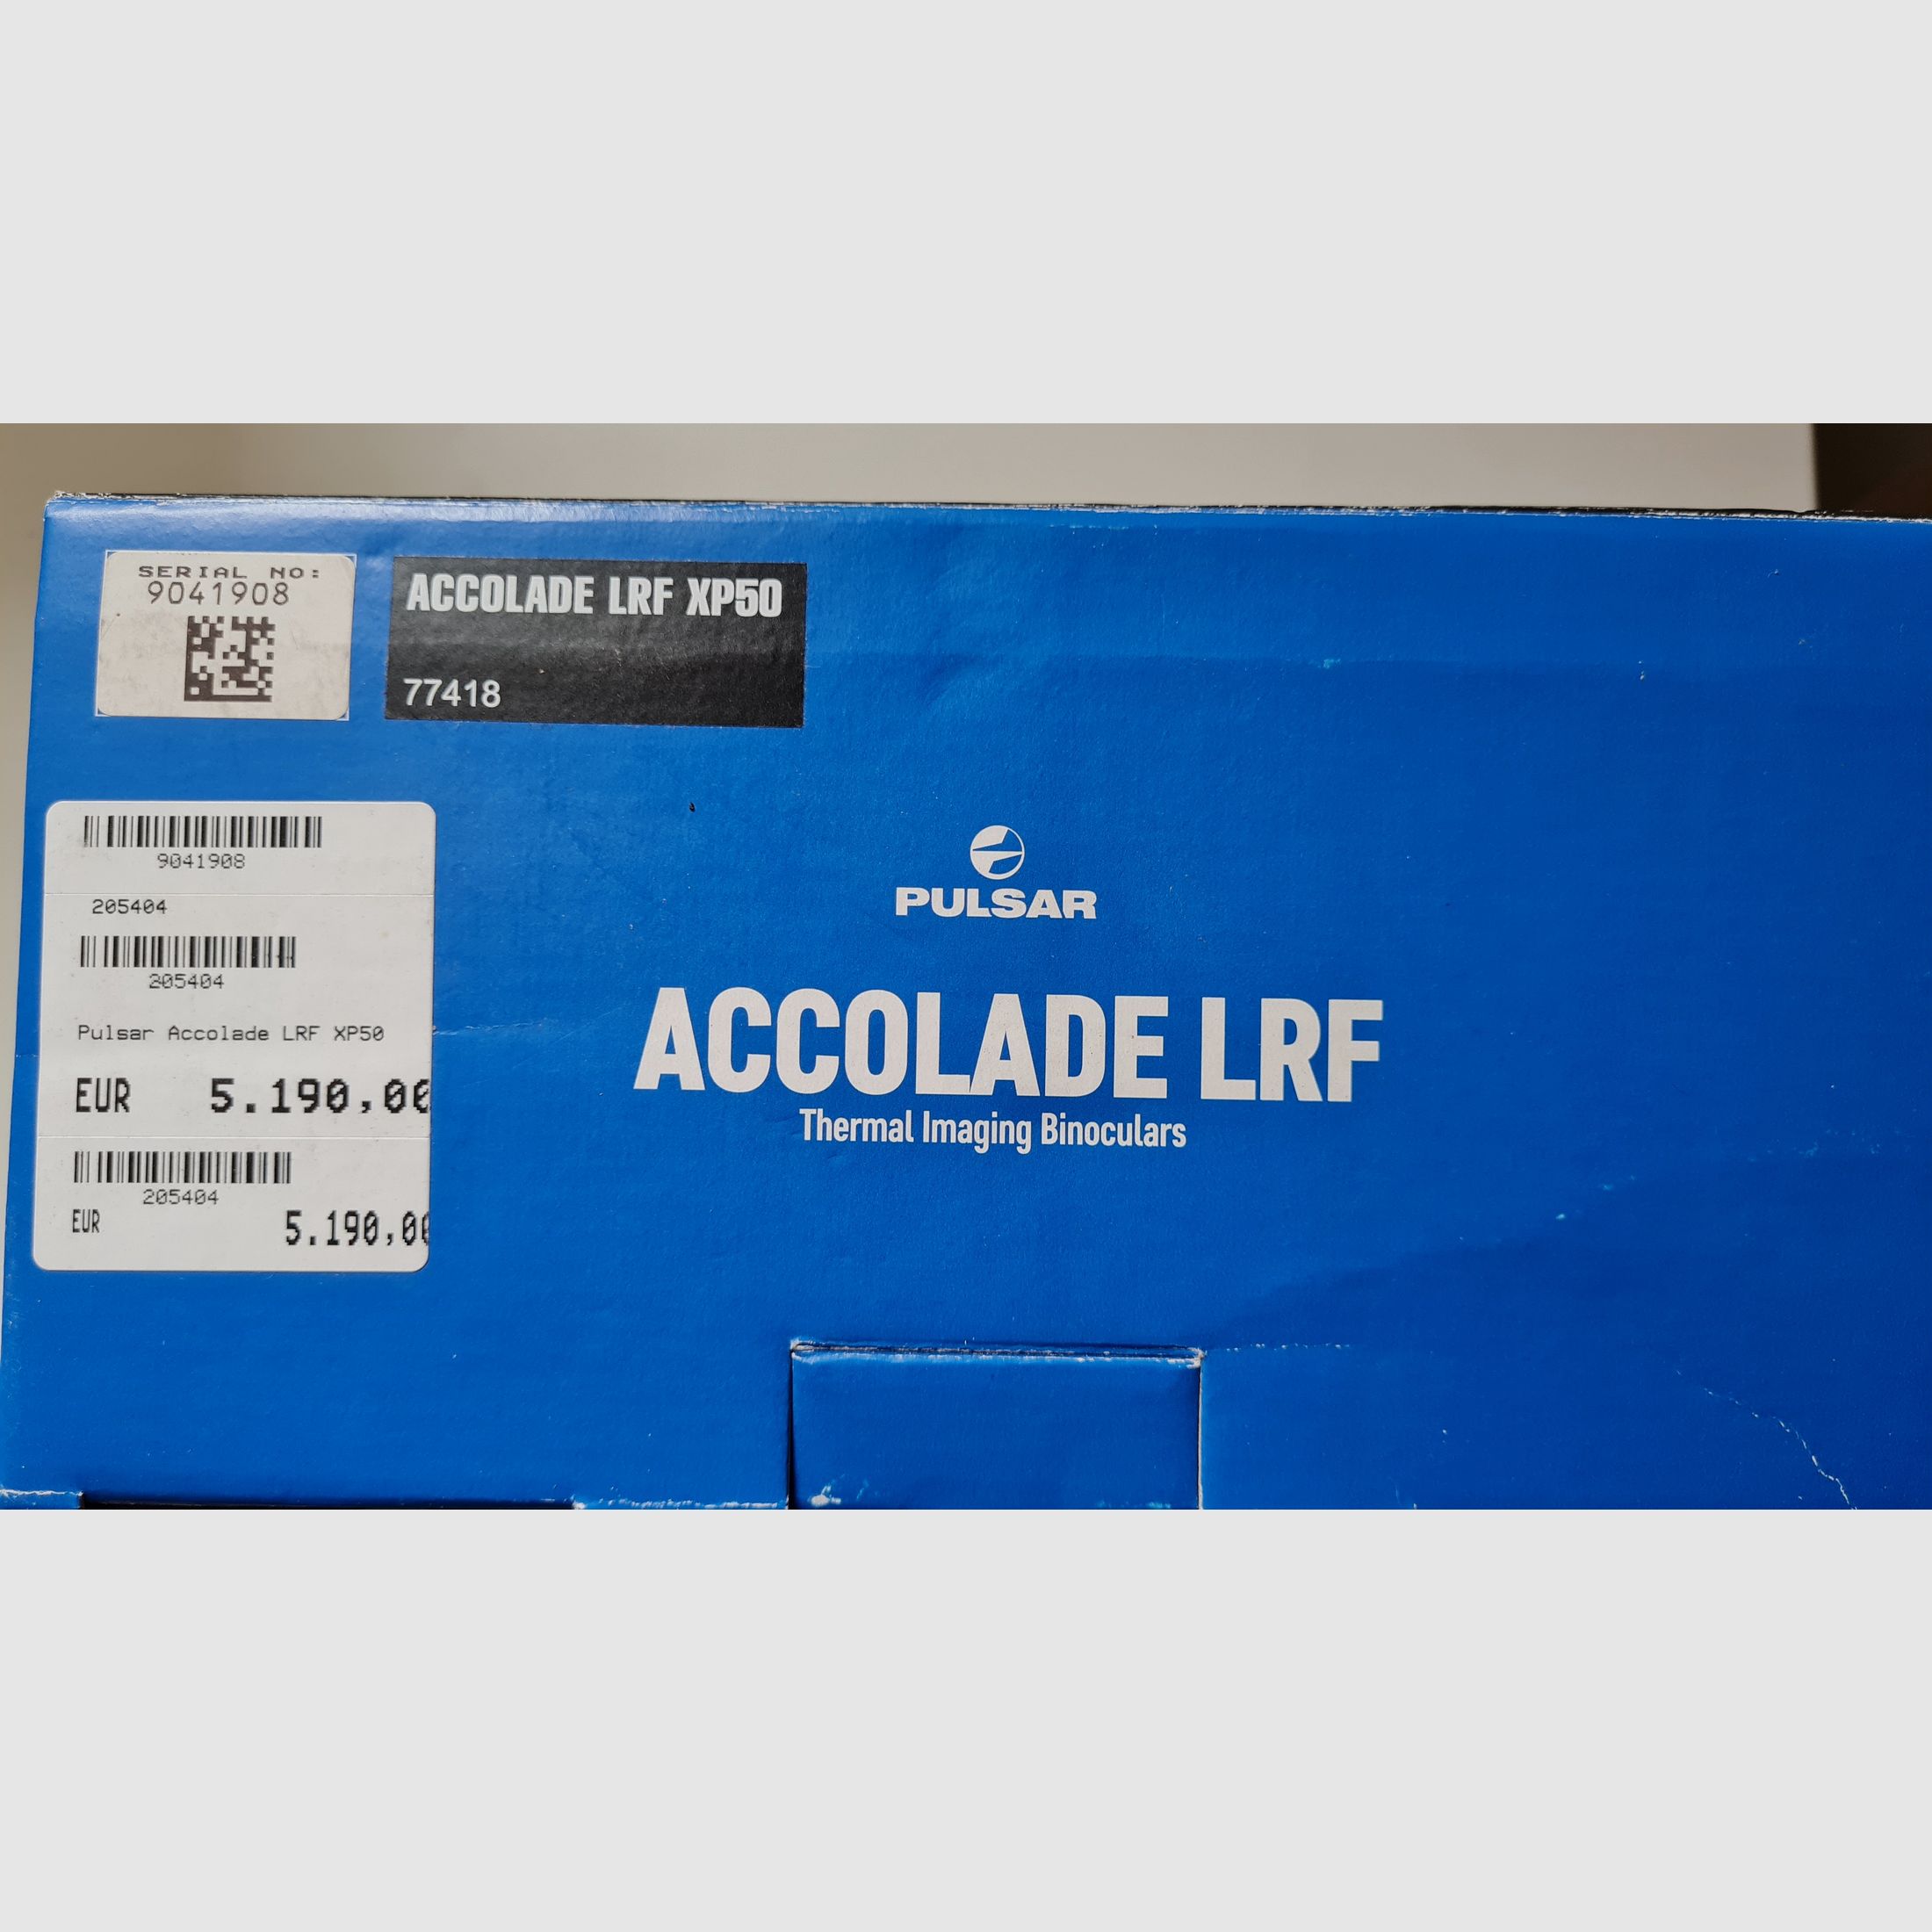 SERIAL NO:
9041908
ACCOLADE LRF XP50
77418
9041908
205404
205404
Pulsar Accolade LRF XP50
EUR 5.190,00
205404
EUR 5.190,00
PULSAR
ACCOLADE LRF
Thermal Imaging Binoculars